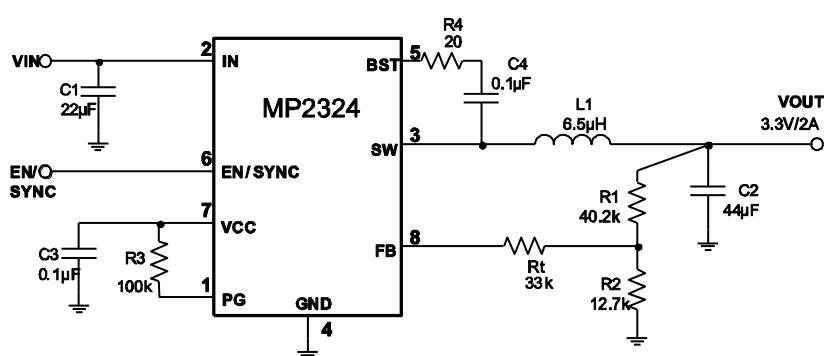 VIN
2
IN
C1
22µF
EN/
SYNC
6
EN/SYNC
7
VCC
C3
0.1µF
R3
100k
1
PG
MP2324
GND
4
BST
5
R4
20
C4
0.1µF
SW
3
L1
6.5µH
VOUT
3.3V/2A
R1
40.2k
C2
44µF
FB
8
Rt
33k
R2
12.7k